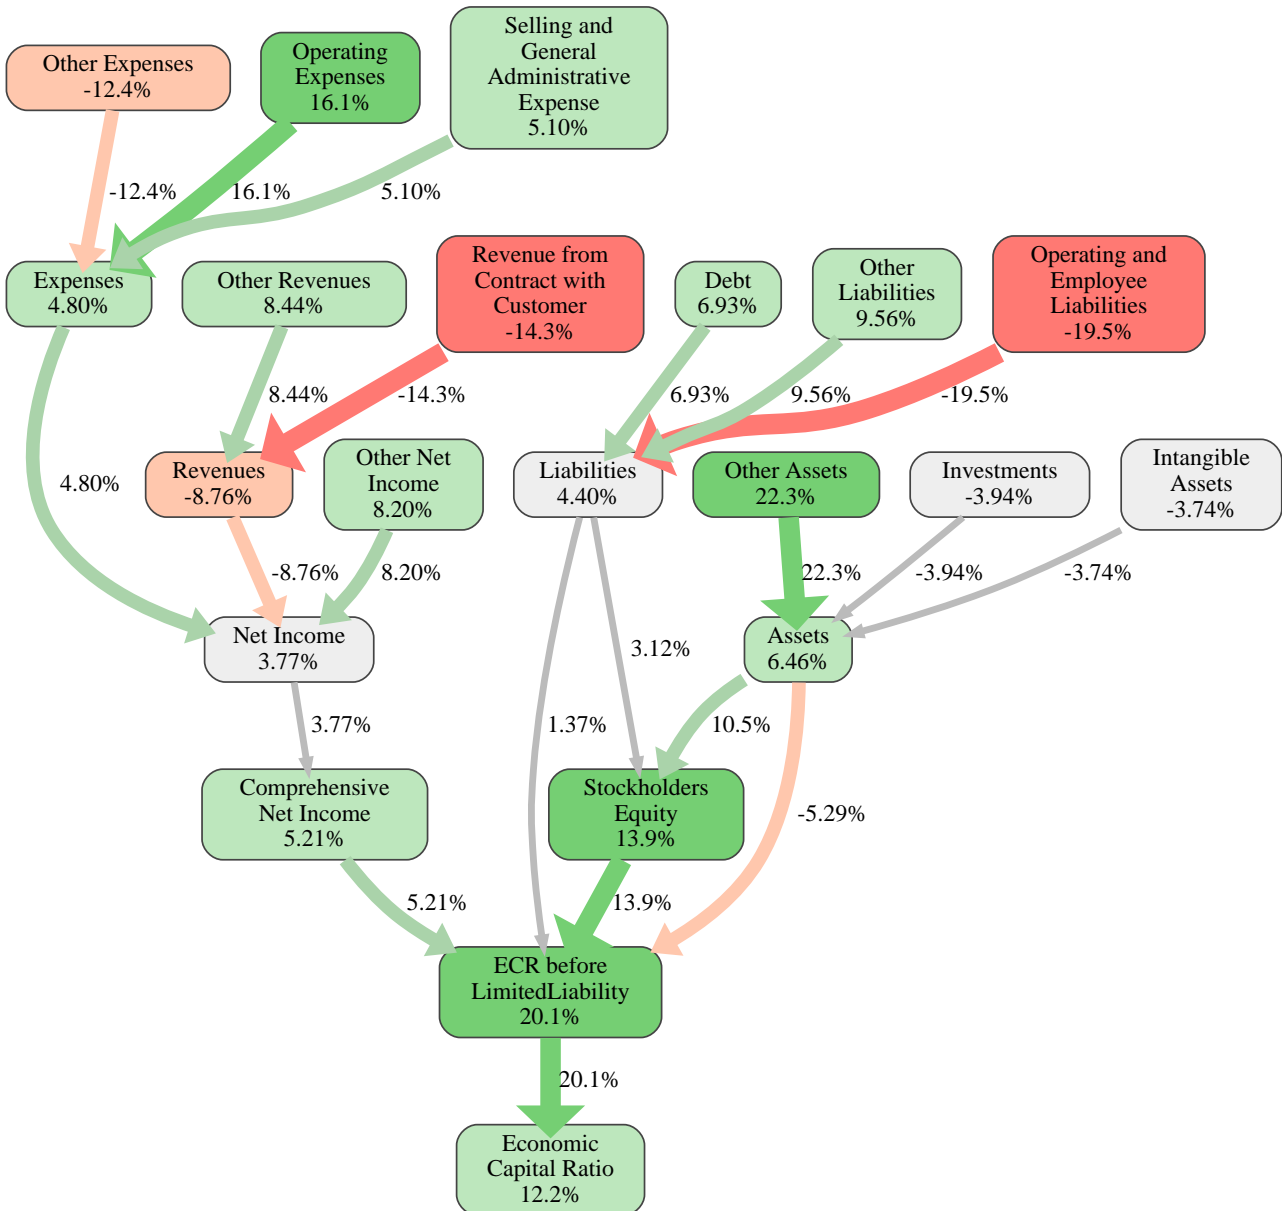 Other Expenses
-12.4%
Operating
Expenses
16.1%
Selling and
General
Administrative
Expense
5.10%
-12.4%
16.1%
5.10%
Expenses
4.80%
Other Revenues
8.44%
Revenue from
Contract with
Customer
-14.3%
Debt
6.93%
Other
Liabilities
9.56%
Operating and
Employee
Liabilities
-19.5%
8.44%
-14.3%
6.93%
9.56%
-19.5%
4.80%
Revenues
-8.76%
Other Net
Income
8.20%
Liabilities
4.40%
Other Assets
22.3%
Investments
-3.94%
Intangible
Assets
-3.74%
-8.76%
8.20%
22.3%
-3.94%
-3.74%
Net Income
3.77%
3.12%
Assets
6.46%
3.77%
1.37%
10.5%
Comprehensive
Net Income
5.21%
Stockholders
Equity
13.9%
-5.29%
5.21%
13.9%
ECR before
LimitedLiability
20.1%
20.1%
Economic
Capital Ratio
12.2%